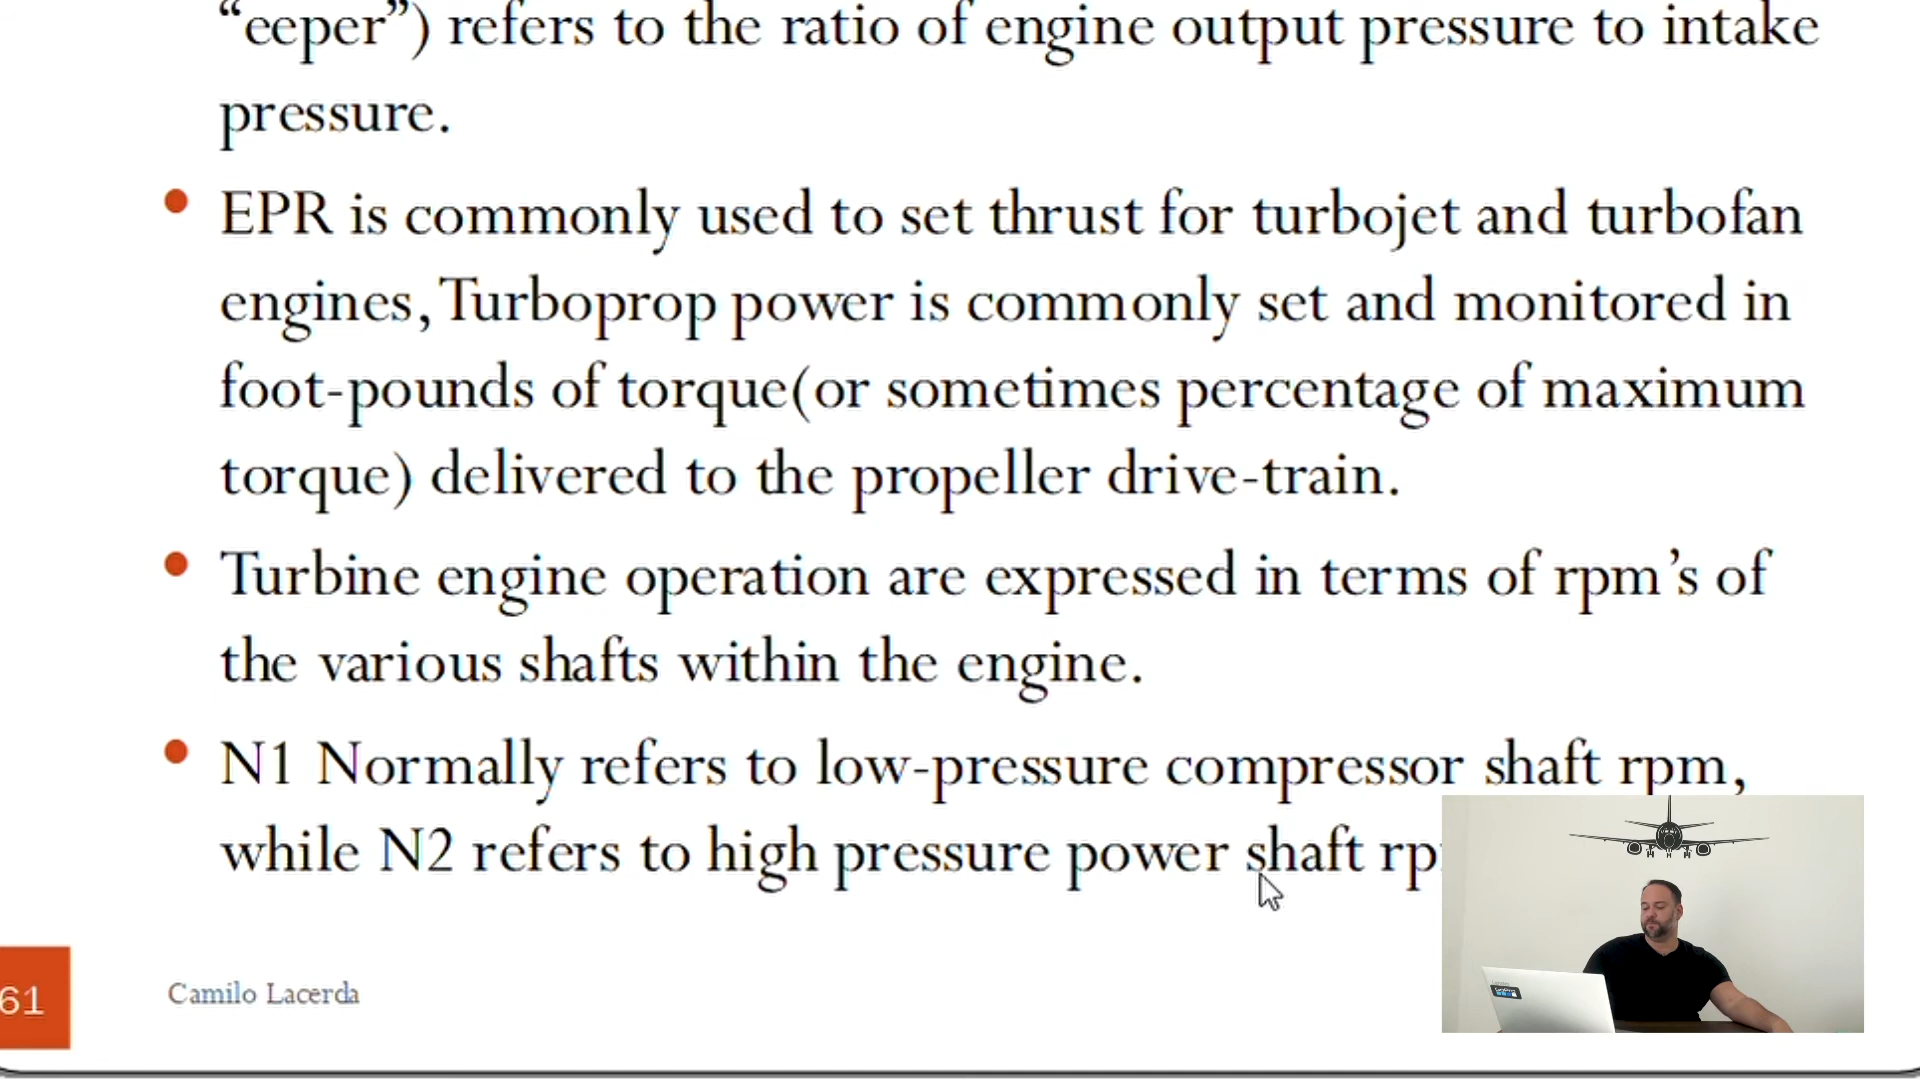 “eeper”) refers to the ratio of engine output pressure to intake
pressure.
• EPR is commonly used to set thrust for turbojet and turbofan
engines, Turboprop power is commonly set and monitored in
foot-pounds of torque(or sometimes percentage of maximum
torque) delivered to the propeller drive-train.
• Turbine engine operation are expressed in terms of rpm’s of
the various shafts within the engine.
• N1 Normally refers to low-pressure compressor shaft rpm,
while N2 refers to high pressure power shaft
61
Camilo Lacerda